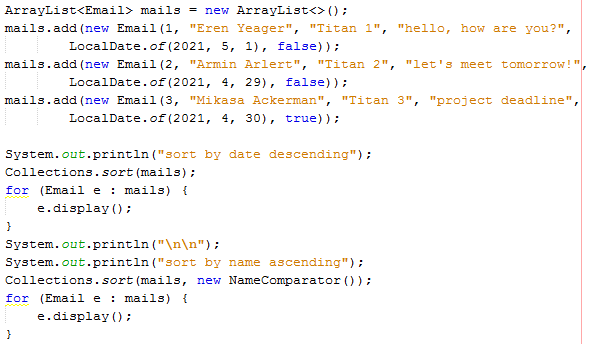 ArrayList<Email> mails = new ArrayList<>();
mails.add(new Email(1, "Eren Yeager", "Titan 1", "hello, how are you?",
        LocalDate.of(2021, 5, 1), false));
mails.add(new Email(2, "Armin Arlert", "Titan 2", "let's meet tomorrow!",
        LocalDate.of(2021, 4, 29), false));
mails.add(new Email(3, "Mikasa Ackerman", "Titan 3", "project deadline",
        LocalDate.of(2021, 4, 30), true));

System.out.println("sort by date descending");
Collections.sort(mails);
for (Email e : mails) {
    e.display();
}
System.out.println("\n\n");
System.out.println("sort by name ascending");
Collections.sort(mails, new NameComparator());
for (Email e : mails) {
    e.display();
}